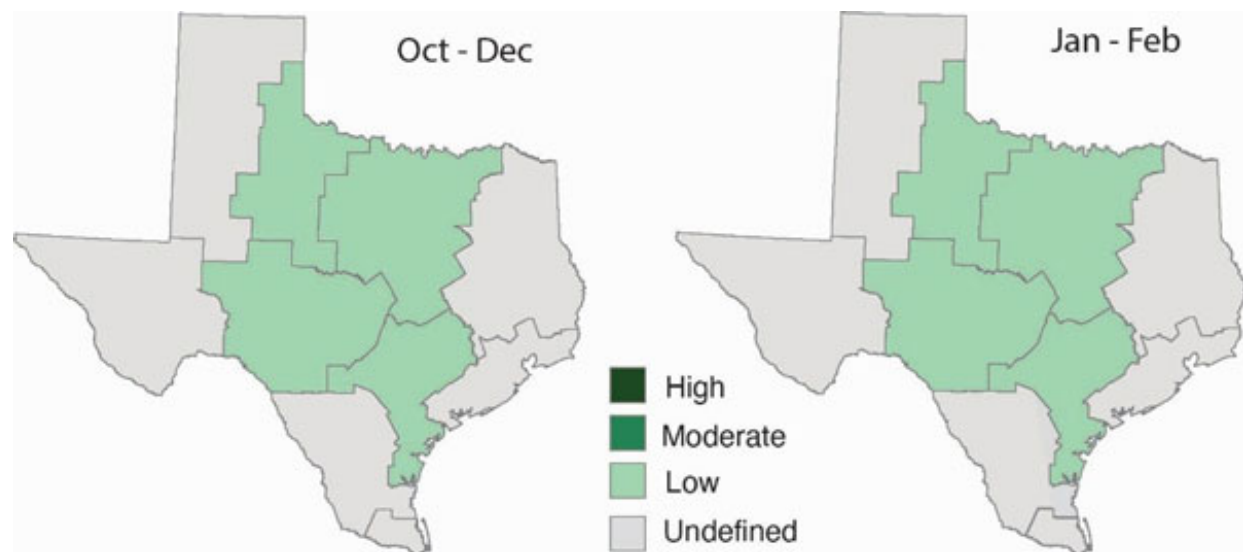 Oct - Dec
Jan - Feb
High
Moderate
Low
Undefined